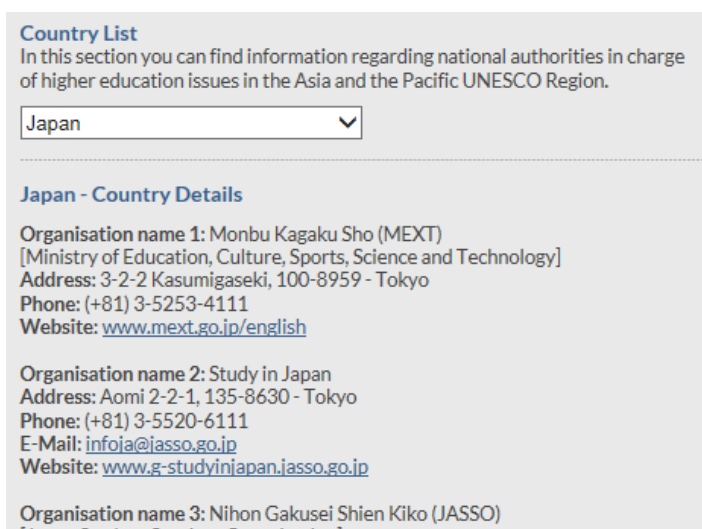 Country List
In this section you can find information regarding national authorities in charge
of higher education issues in the Asia and the Pacific UNESCO Region.
Japan
Japan - Country Details
Organisation name 1: Monbu Kagaku Sho (MEXT)
[Ministry of Education, Culture, Sports, Science and Technology]
Address: 3-2-2 Kasumigaseki, 100-8959 - Tokyo
Phone: (+81) 3-5253-4111
Website: www.mext.go.jp/english
Organisation name 2: Study in Japan
Address: Aomi 2-2-1, 135-8630 - Tokyo
Phone: (+81) 3-5520-6111
E-Mail: infoja@jasso.go.jp
Website: www.g-studyinjapan.jasso.go.jp
Organisation name 3: Nihon Gakusei Shien Kiko (JASSO)